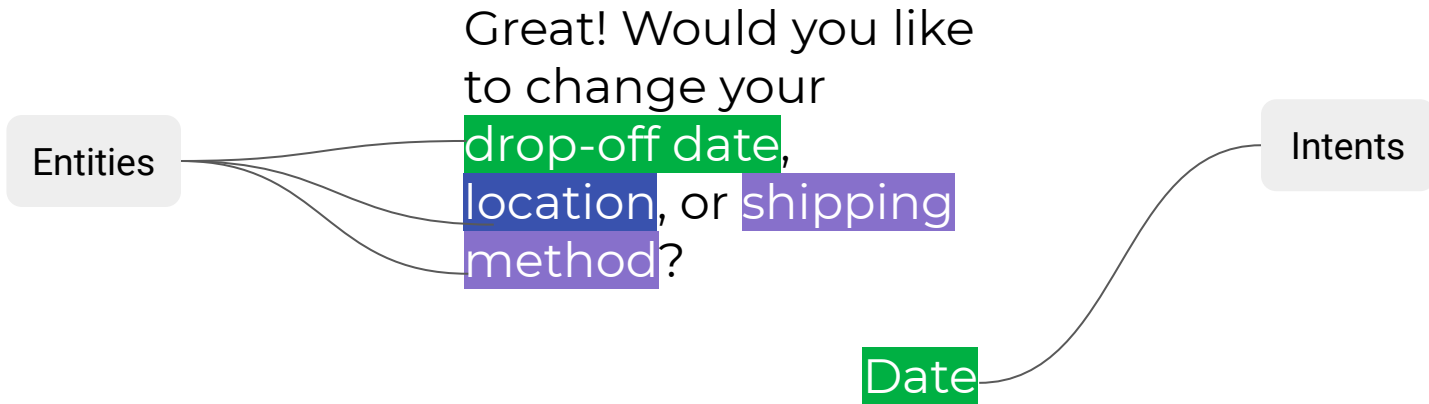 Great! Would you like
to change your
drop-off date,
location, or shipping
method?
Entities
Intents
Date